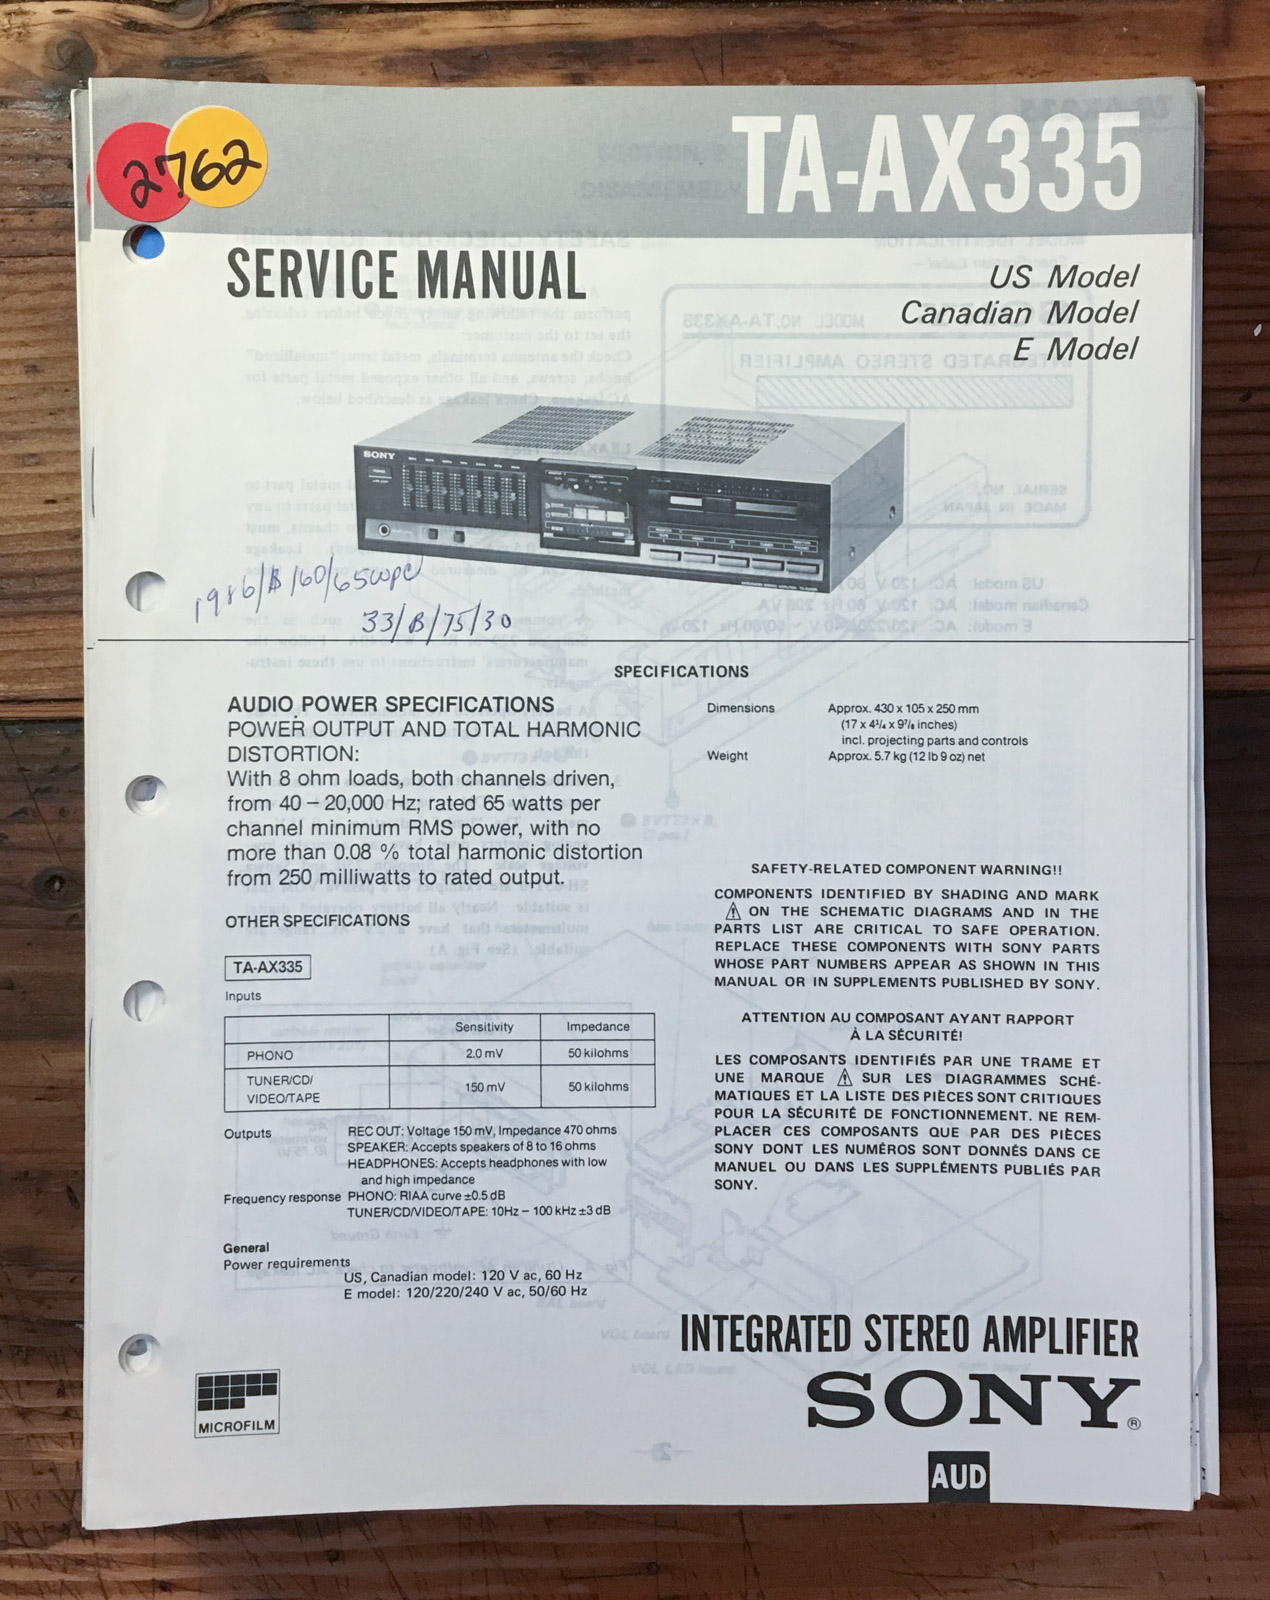 2762
TA-AX335
SERVICE MANUAL
US Model
Canadian Model
E Model
SONY
1986/B/160/65wpc
33/B/75/30
SPECIFICATIONS
AUDIO POWER SPECIFICATIONS
POWER OUTPUT AND TOTAL HARMONIC
DISTORTION:
With 8 ohm loads, both channels driven,
from 40 – 20,000 Hz; rated 65 watts per
channel minimum RMS power, with no
more than 0.08 % total harmonic distortion
from 250 milliwatts to rated output.
OTHER SPECIFICATIONS
TA-AX335
Inputs
Sensitivity Impedance
PHONO 2.0 mV 50 kilohms
TUNER/CD/
VIDEO/TAPE 150 mV 50 kilohms
Outputs REC OUT: Voltage 150 mV, Impedance 470 ohms
SPEAKER: Accepts speakers of 8 to 16 ohms
HEADPHONES: Accepts headphones with low
and high impedance
Frequency response PHONO: RIAA curve ±0.5 dB
TUNER/CD/VIDEO/TAPE: 10Hz – 100 kHz ±3 dB
General
Power requirements
US, Canadian model: 120 V ac, 60 Hz
E model: 120/220/240 V ac, 50/60 Hz
Dimensions Approx. 430 x 105 x 250 mm
(17 x 4 1/4 x 9 7/8 inches)
incl. projecting parts and controls
Weight Approx. 5.7 kg (12 lb 9 oz) net
SAFETY-RELATED COMPONENT WARNING!!
COMPONENTS IDENTIFIED BY SHADING AND MARK
⚠ ON THE SCHEMATIC DIAGRAMS AND IN THE
PARTS LIST ARE CRITICAL TO SAFE OPERATION.
REPLACE THESE COMPONENTS WITH SONY PARTS
WHOSE PART NUMBERS APPEAR AS SHOWN IN THIS
MANUAL OR IN SUPPLEMENTS PUBLISHED BY SONY.
ATTENTION AU COMPOSANT AYANT RAPPORT
À LA SÉCURITÉ!
LES COMPOSANTS IDENTIFIÉS PAR UNE TRAME ET
UNE MARQUE ⚠ SUR LES DIAGRAMMES SCHÉ-
MATIQUES ET LA LISTE DES PIÈCES SONT CRITIQUES
POUR LA SÉCURITÉ DE FONCTIONNEMENT. NE REM-
PLACER CES COMPOSANTS QUE PAR DES PIÈCES
SONY DONT LES NUMÉROS SONT DONNÉS DANS CE
MANUEL OU DANS LES SUPPLÉMENTS PUBLIÉS PAR
SONY.
INTEGRATED STEREO AMPLIFIER
SONY®
MICROFILM
AUD